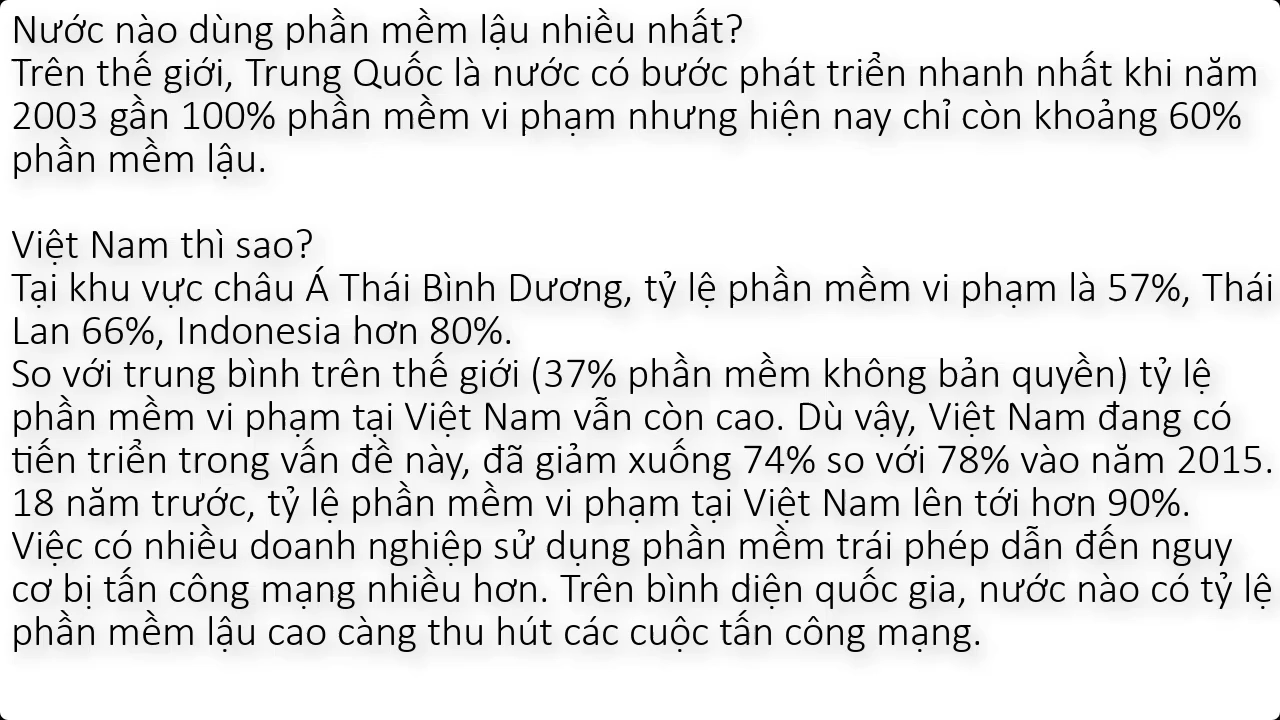 Nước nào dùng phần mềm lậu nhiều nhất?
Trên thế giới, Trung Quốc là nước có bước phát triển nhanh nhất khi năm
2003 gần 100% phần mềm vi phạm nhưng hiện nay chỉ còn khoảng 60%
phần mềm lậu.
Việt Nam thì sao?
Tại khu vực châu Á Thái Bình Dương, tỷ lệ phần mềm vi phạm là 57%, Thái
Lan 66%, Indonesia hơn 80%.
So với trung bình trên thế giới (37% phần mềm không bản quyền) tỷ lệ
phần mềm vi phạm tại Việt Nam vẫn còn cao. Dù vậy, Việt Nam đang có
tiến triển trong vấn đề này, đã giảm xuống 74% so với 78% vào năm 2015.
18 năm trước, tỷ lệ phần mềm vi phạm tại Việt Nam lên tới hơn 90%.
Việc có nhiều doanh nghiệp sử dụng phần mềm trái phép dẫn đến nguy
cơ bị tấn công mạng nhiều hơn. Trên bình diện quốc gia, nước nào có tỷ lệ
phần mềm lậu cao càng thu hút các cuộc tấn công mạng.